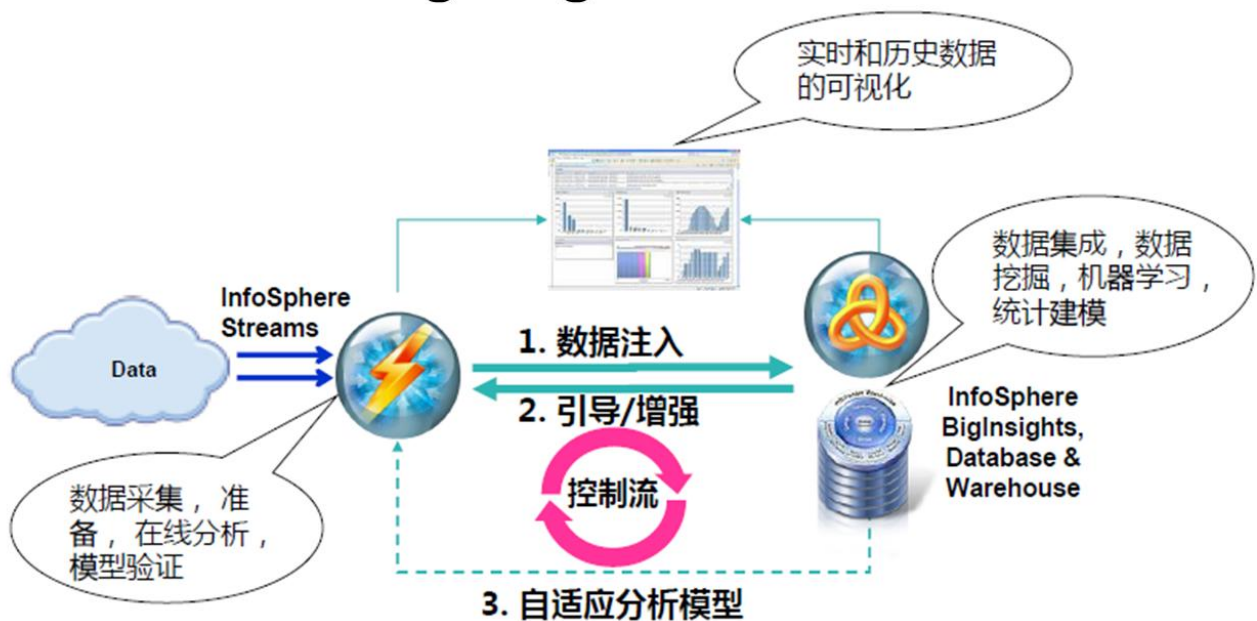 实时和历史数据
的可视化
InfoSphere
Streams
Data
1. 数据注入
2. 引导/增强
控制流
3. 自适应分析模型
数据采集，准
备，在线分析，
模型验证
数据集成，数据
挖掘，机器学习，
统计建模
InfoSphere
BigInsights,
Database &
Warehouse